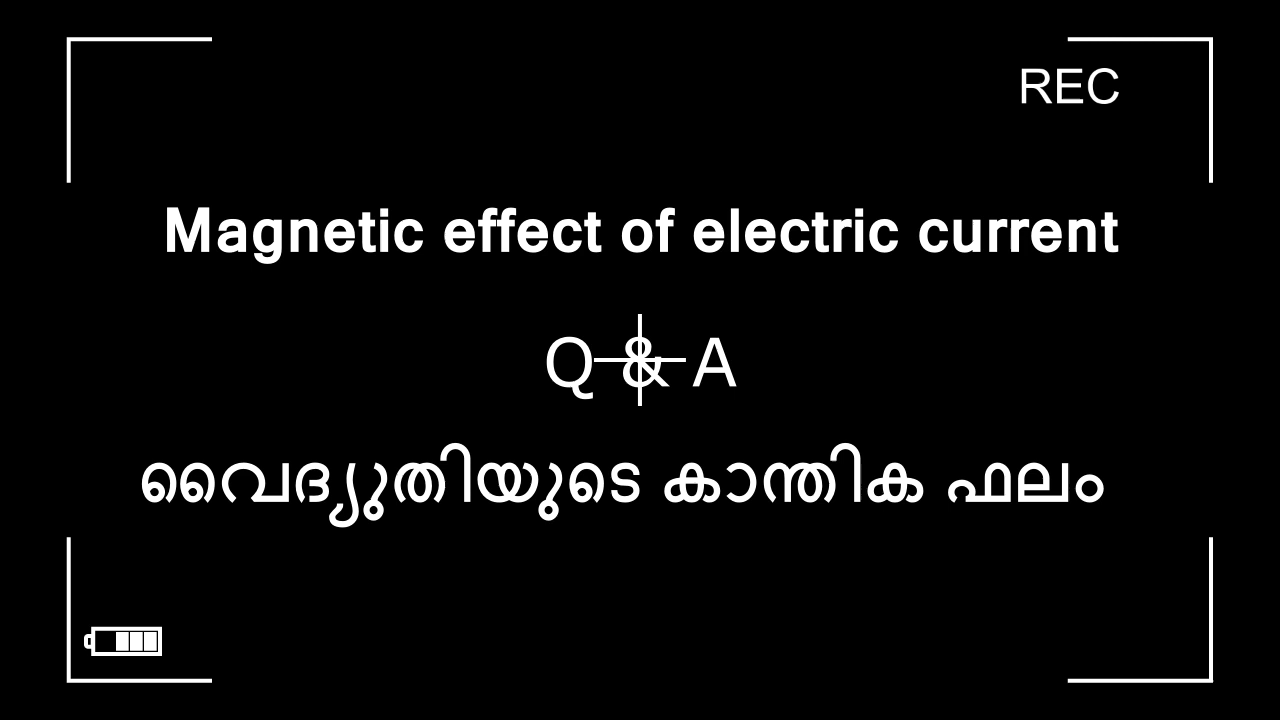 REC
Magnetic effect of electric current
Q & A
വൈദ്യുതിയുടെ കാന്തിക ഫലം